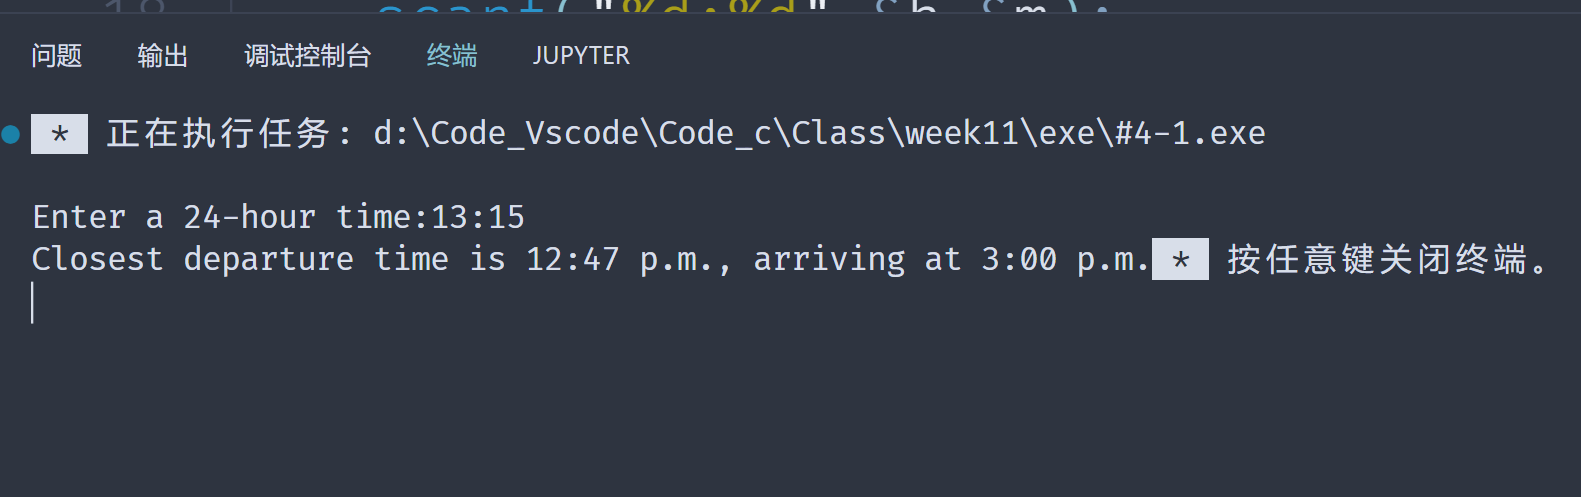 18 scanf("%d:%d", &h, &m);
问题 输出 调试控制台 终端 JUPYTER
* 正在执行任务: d:\Code_Vscode\Code_c\Class\week11\exe\#4-1.exe
Enter a 24-hour time:13:15
Closest departure time is 12:47 p.m., arriving at 3:00 p.m. * 按任意键关闭终端。